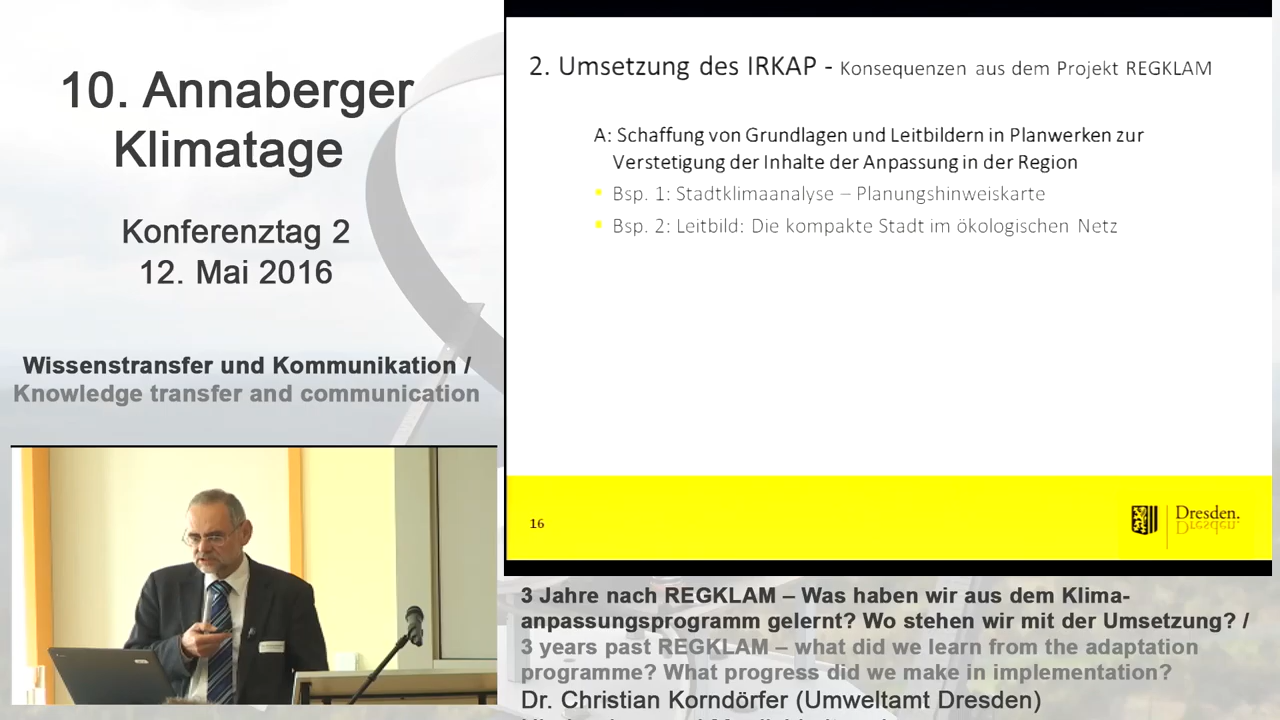 10. Annaberger
Klimatage
Konferenztag 2
12. Mai 2016
Wissenstransfer und Kommunikation /
Knowledge transfer and communication
2. Umsetzung des IRKAP - Konsequenzen aus dem Projekt REGKLAM
A: Schaffung von Grundlagen und Leitbildern in Planwerken zur
Verstetigung der Inhalte der Anpassung in der Region
• Bsp. 1: Stadtklimaanalyse – Planungshinweiskarte
• Bsp. 2: Leitbild: Die kompakte Stadt im ökologischen Netz
16
Dresden.
Dresden.
3 Jahre nach REGKLAM – Was haben wir aus dem Klima-
anpassungsprogramm gelernt? Wo stehen wir mit der Umsetzung? /
3 years past REGKLAM – what did we learn from the adaptation
programme? What progress did we make in implementation?
Dr. Christian Korndörfer (Umweltamt Dresden)